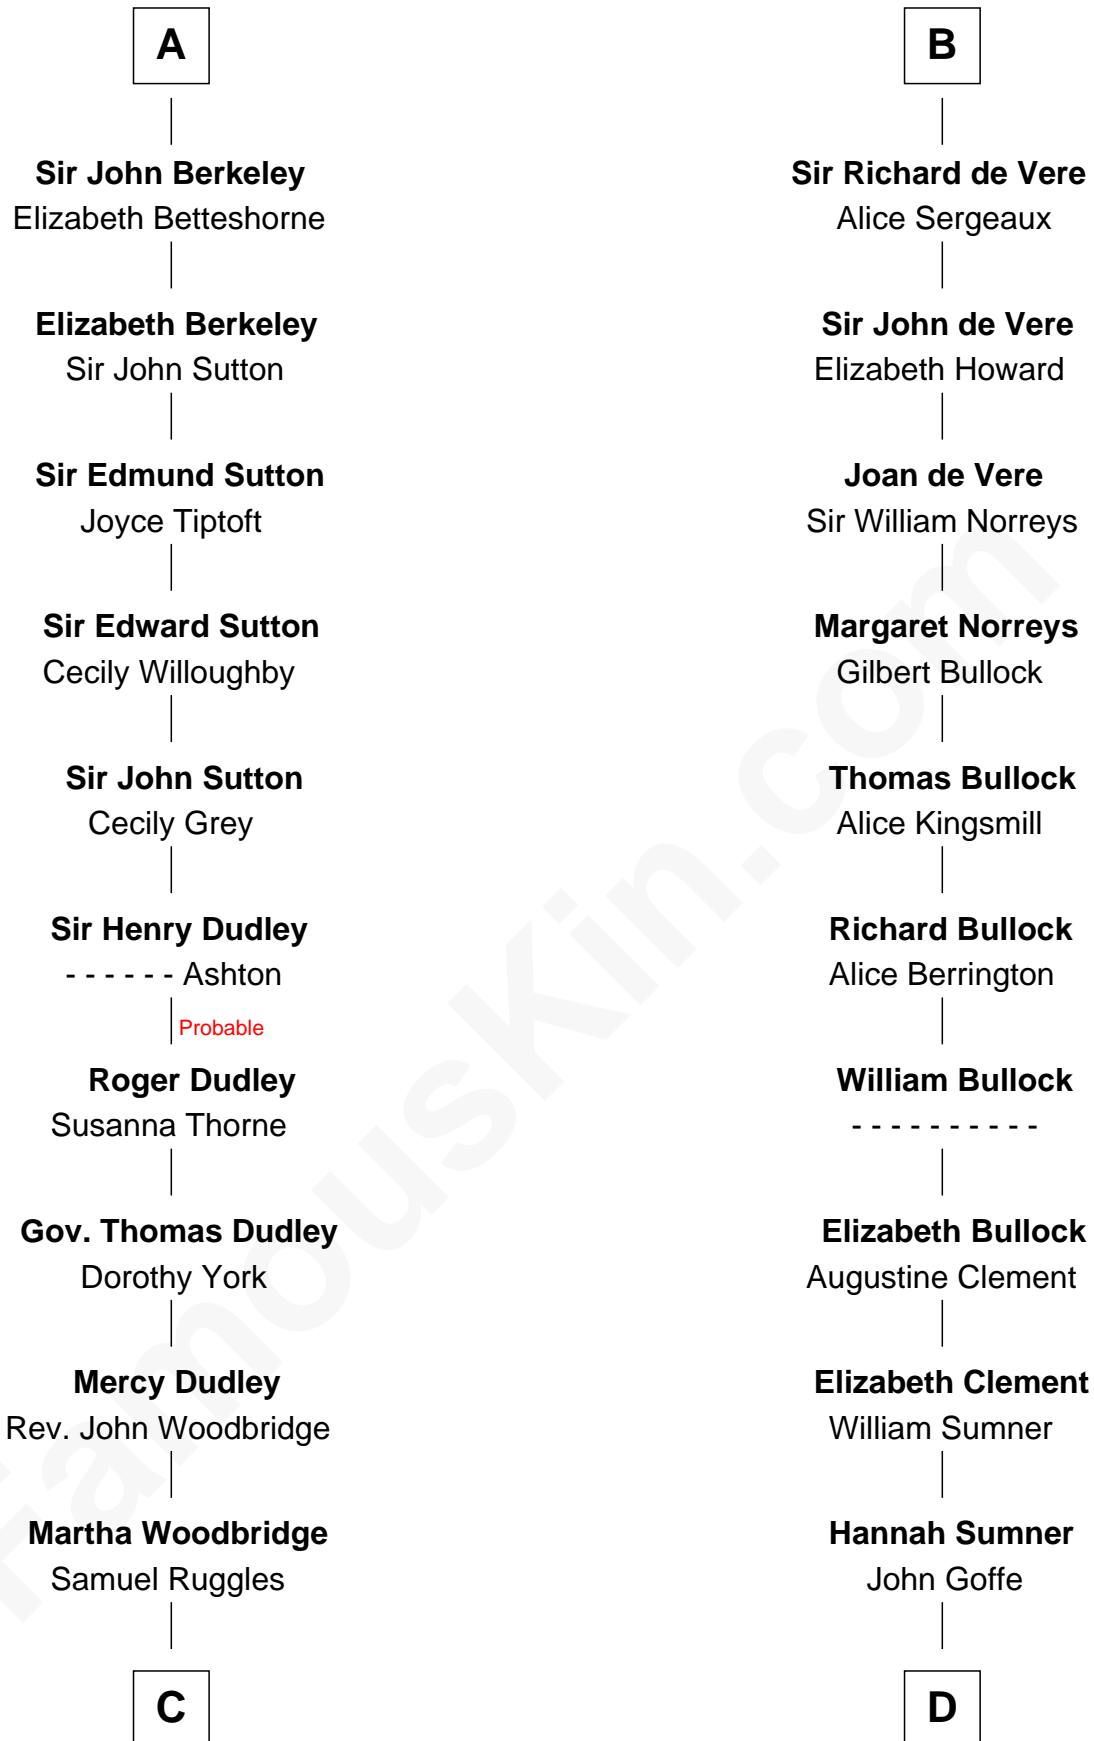 A
Sir John Berkeley
Elizabeth Betteshorne
Elizabeth Berkeley
Sir John Sutton
Sir Edmund Sutton
Joyce Tiptoft
Sir Edward Sutton
Cecily Willoughby
Sir John Sutton
Cecily Grey
Sir Henry Dudley
- - - - - - Ashton
Probable
Roger Dudley
Susanna Thorne
Gov. Thomas Dudley
Dorothy York
Mercy Dudley
Rev. John Woodbridge
Martha Woodbridge
Samuel Ruggles
C
B
Sir Richard de Vere
Alice Sergeaux
Sir John de Vere
Elizabeth Howard
Joan de Vere
Sir William Norreys
Margaret Norreys
Gilbert Bullock
Thomas Bullock
Alice Kingsmill
Richard Bullock
Alice Berrington
William Bullock
- - - - - - - - - -
Elizabeth Bullock
Augustine Clement
Elizabeth Clement
William Sumner
Hannah Sumner
John Goffe
D
FamousKin.com